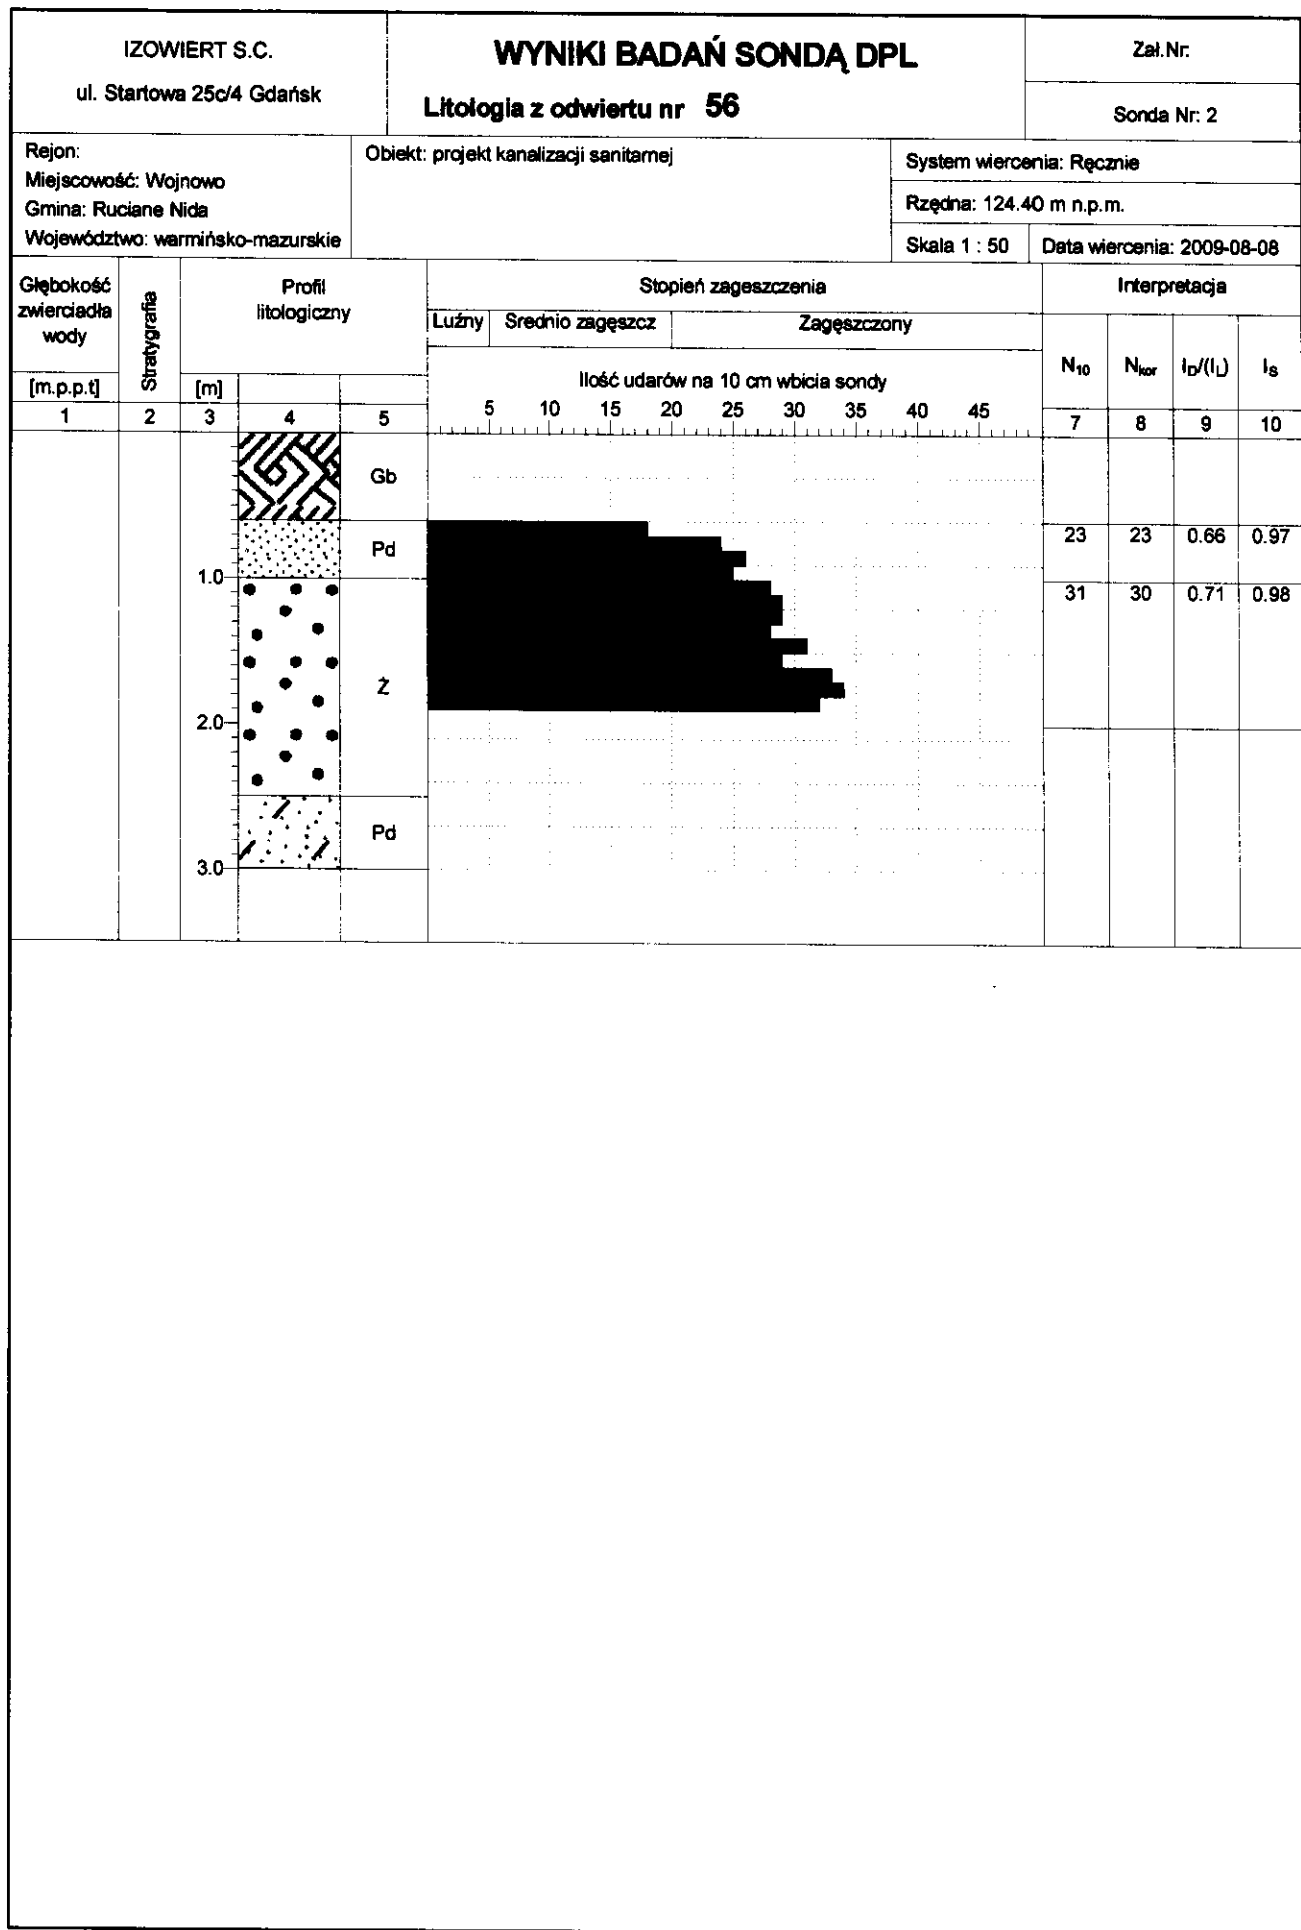 IZOWIERT S.C.
ul. Startowa 25c/4 Gdańsk
WYNIKI BADAŃ SONDĄ DPL
Litologia z odwiertu nr 56
Zał.Nr:
Sonda Nr: 2
Rejon:
Miejscowość: Wojnowo
Gmina: Ruciane Nida
Województwo: warmińsko-mazurskie
Obiekt: projekt kanalizacji sanitarnej
System wiercenia: Ręcznie
Rzędna: 124.40 m n.p.m.
Skala 1 : 50
Data wiercenia: 2009-08-08
Głębokość
zwierciadła
wody
[m.p.p.t]
Stratygrafia
Profil
litologiczny
[m]
Stopień zagęszczenia
Luźny
Srednio zagęszcz
Zagęszczony
Ilość udarów na 10 cm wbicia sondy
5 10 15 20 25 30 35 40 45
Interpretacja
N10 Nkor ID/(IL) IS
1 2 3 4 5 7 8 9 10
Gb
Pd 23 23 0.66 0.97
1.0
31 30 0.71 0.98
Ż
2.0
Pd
3.0